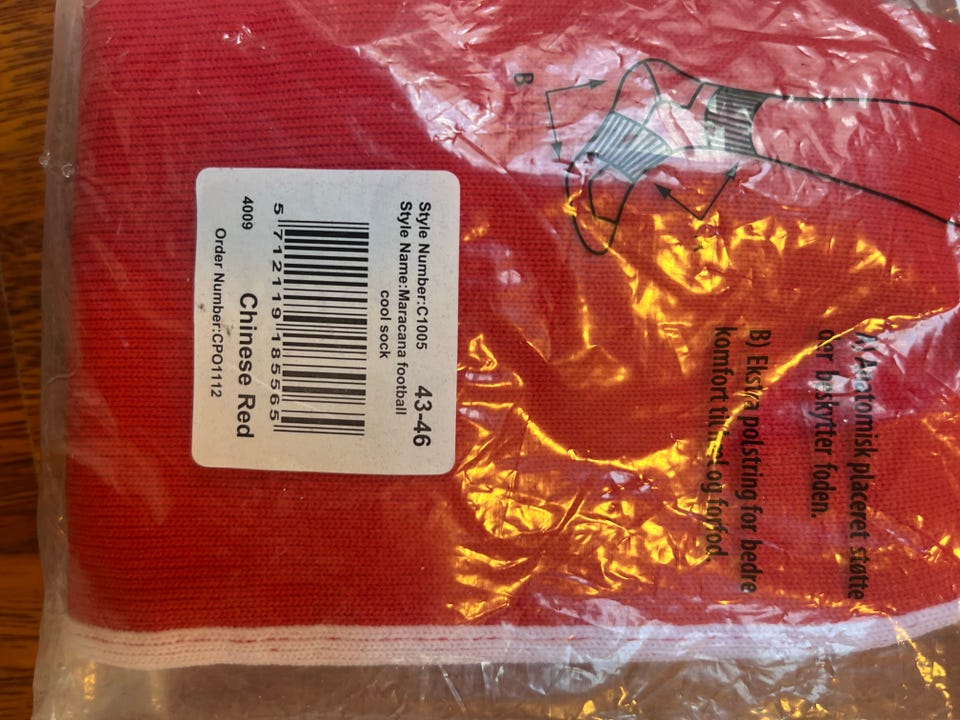 B
A) Anatomisk placeret støtte
der beskytter foden.
B) Ekstra polstring for bedre
komfort til hæl og forfod.
Style Number:C1005 43-46
Style Name:Maracana football
cool sock
5 712119 185565
4009 Chinese Red
Order Number:CPO1112